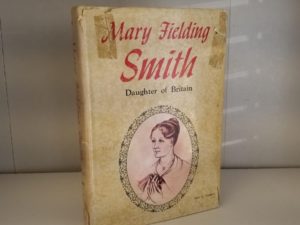 Mary Fielding
Smith
Daughter of Britain